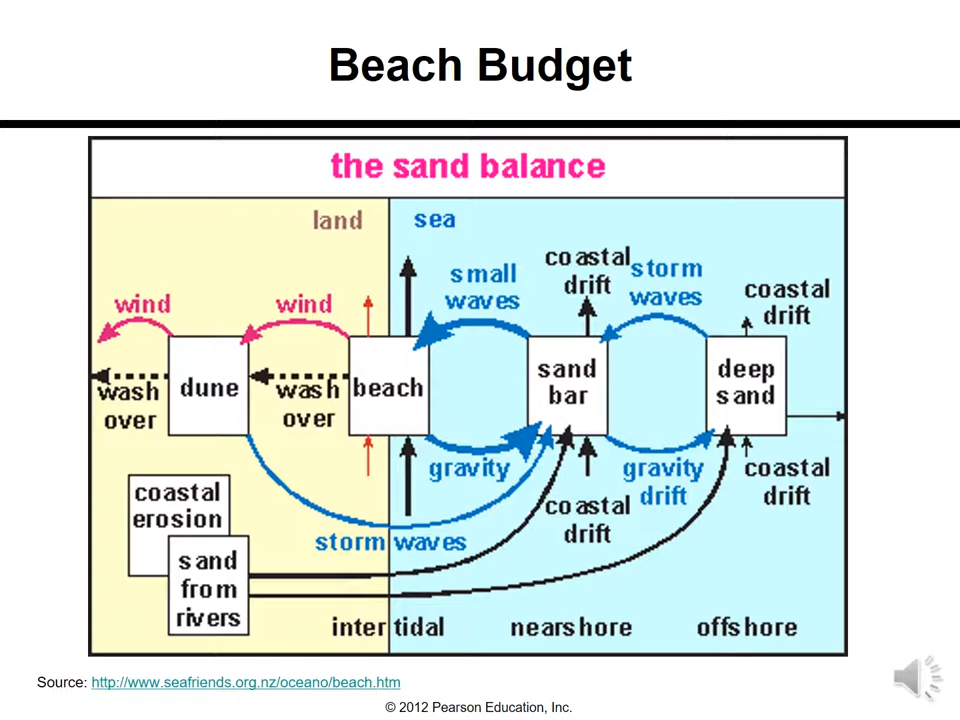 Beach Budget
the sand balance
land
sea
wind
wind
small
waves
coastal
drift
storm
waves
coastal
drift
wash
over
dune
wash
over
beach
sand
bar
deep
sand
gravity
gravity
drift
coastal
drift
coastal
drift
storm waves
coastal
erosion
sand
from
rivers
inter tidal
nearshore
offshore
Source: http://www.seafriends.org.nz/oceano/beach.htm
© 2012 Pearson Education, Inc.